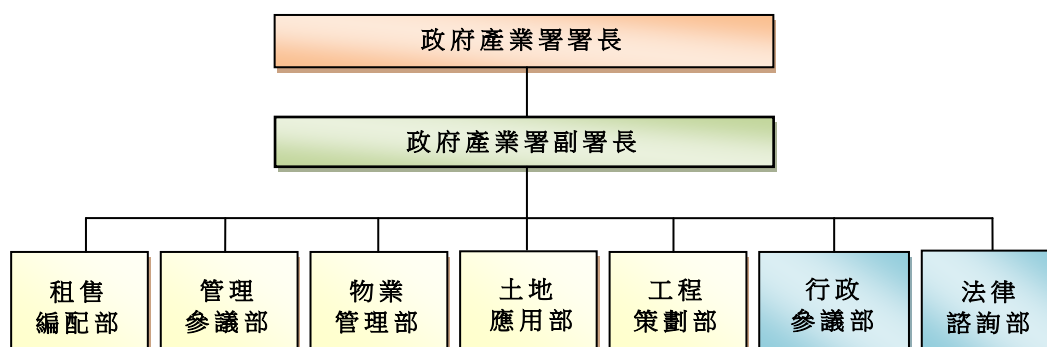 政府產業署署長
政府產業署副署長
租售
編配部
管理
參議部
物業
管理部
土地
應用部
工程
策劃部
行政
參議部
法律
諮詢部